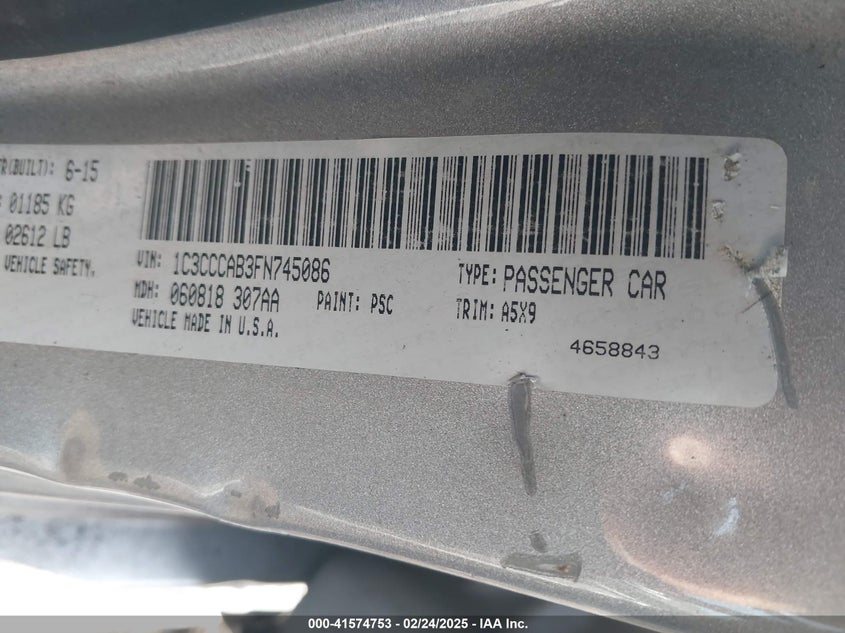 FR(BUILT): 6-15
01185 KG
02612 LB
VEHICLE SAFETY.
VIN: 1C3CCCAB3FN745086
TYPE: PASSENGER CAR
MDH: 060818 307AA
PAINT: PSC
TRIM: A5X9
VEHICLE MADE IN U.S.A.
4658843
000-41574753 - 02/24/2025 - IAA Inc.